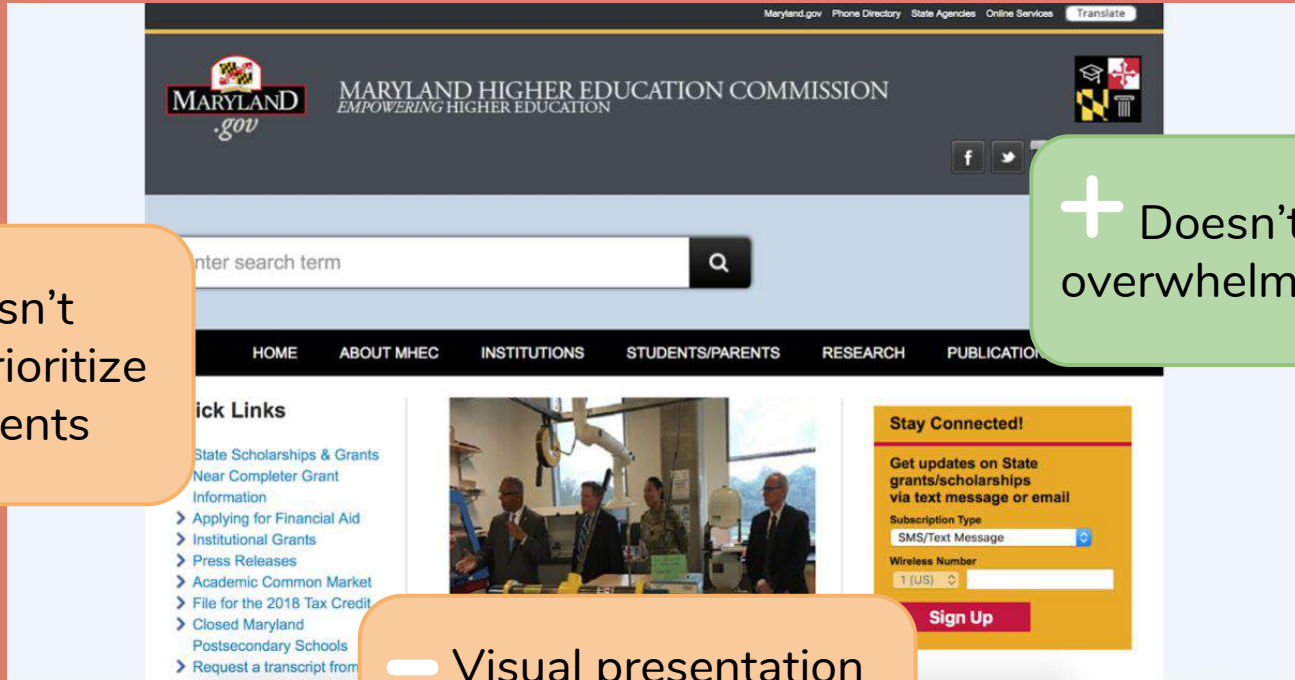 Maryland.gov Phone Directory State Agencies Online Services Translate
MARYLAND
.gov
MARYLAND HIGHER EDUCATION COMMISSION
EMPOWERING HIGHER EDUCATION
f
+ Doesn't
overwhelm
nter search term
sn't
rioritize
ents
HOME ABOUT MHEC INSTITUTIONS STUDENTS/PARENTS RESEARCH PUBLICATION
ick Links
State Scholarships & Grants
Near Completer Grant
Information
> Applying for Financial Aid
> Institutional Grants
> Press Releases
> Academic Common Market
> File for the 2018 Tax Credit
> Closed Maryland
Postsecondary Schools
> Request a transcript from
Stay Connected!
Get updates on State
grants/scholarships
via text message or email
Subscription Type
SMS/Text Message
Wireless Number
1 (US)
Sign Up
– Visual presentation